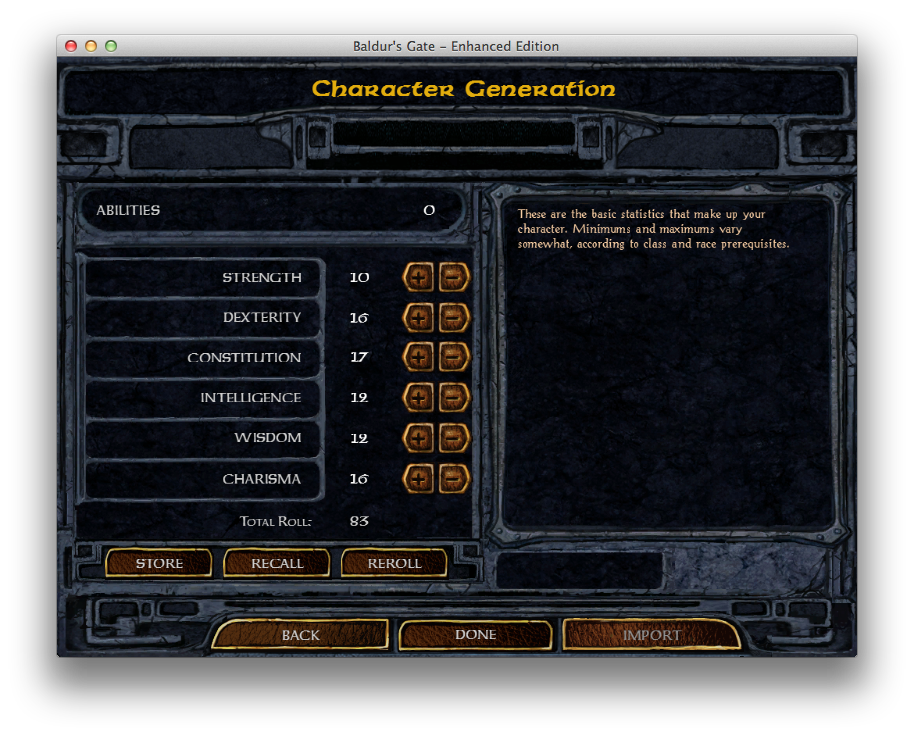 Baldur's Gate – Enhanced Edition
Character Generation
ABILITIES 0
STRENGTH 10
DEXTERITY 16
CONSTITUTION 17
INTELLIGENCE 12
WISDOM 12
CHARISMA 16
Total Roll: 83
These are the basic statistics that make up your
character. Minimums and maximums vary
somewhat, according to class and race prerequisites.
STORE RECALL REROLL
BACK DONE IMPORT